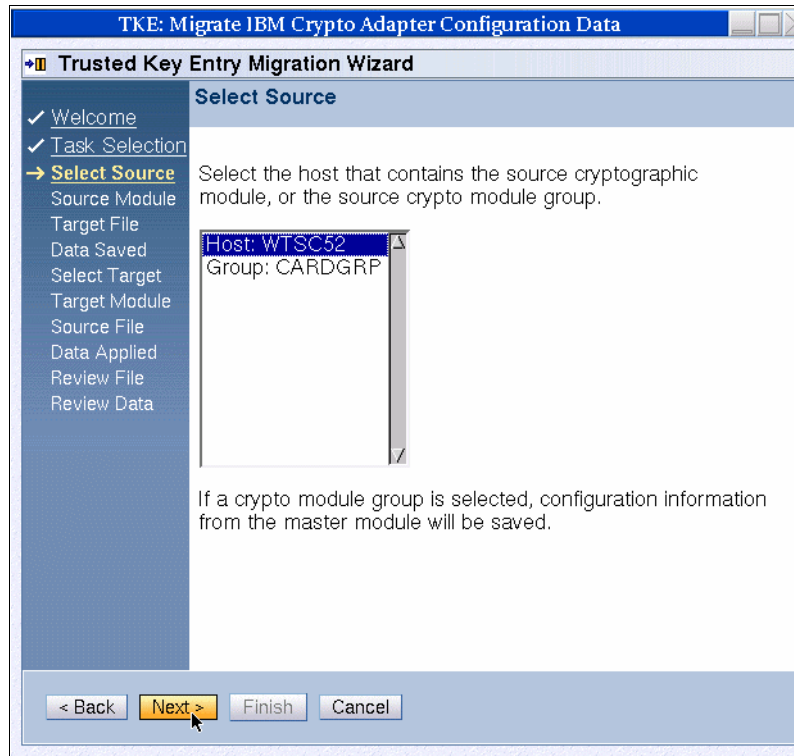 TKE: Migrate IBM Crypto Adapter Configuration Data
Trusted Key Entry Migration Wizard
Welcome
Task Selection
Select Source
Source Module
Target File
Data Saved
Select Target
Target Module
Source File
Data Applied
Review File
Review Data
Select Source
Select the host that contains the source cryptographic
module, or the source crypto module group.
Host: WTSC52
Group: CARDGRP
If a crypto module group is selected, configuration information
from the master module will be saved.
< Back
Next >
Finish
Cancel